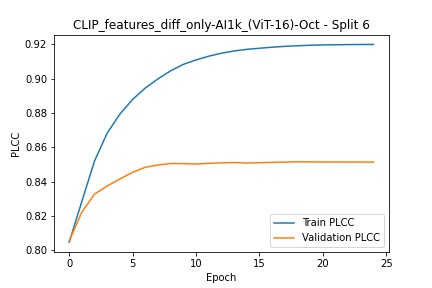 CLIP_features_diff_only-AI1k_(ViT-16)-Oct - Split 6
PLCC
0.92
0.90
0.88
0.86
0.84
0.82
0.80
Train PLCC
Validation PLCC
0 5 10 15 20 25
Epoch